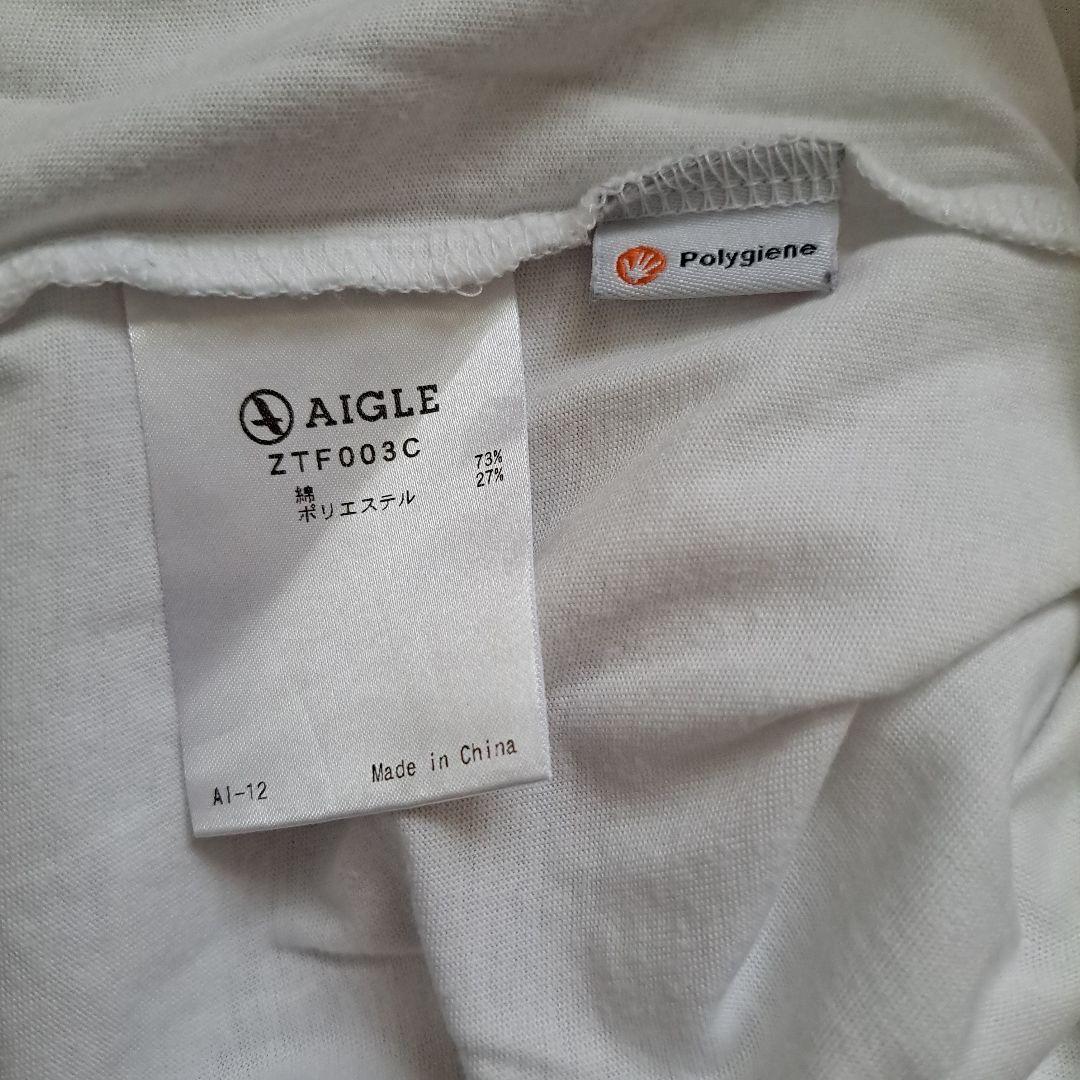 Polygiene
AIGLE
ZTF003C
綿 73%
ポリエステル 27%
Made in China
AI-12